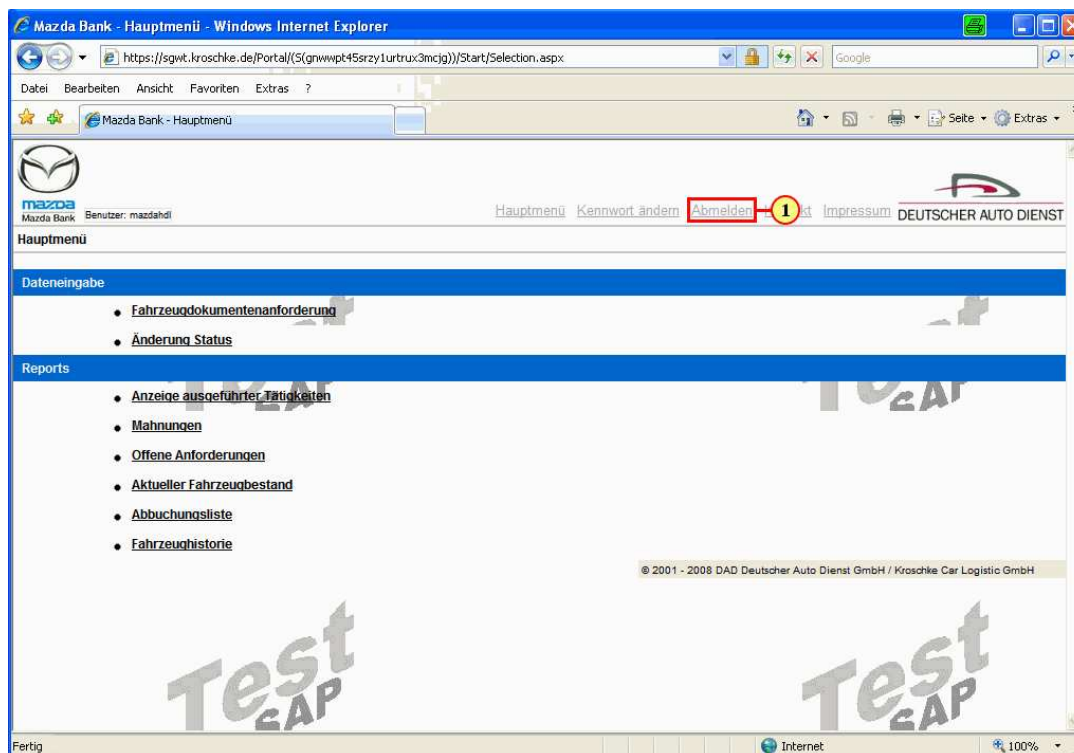 Mazda Bank - Hauptmenü - Windows Internet Explorer
https://sgwt.kroschke.de/Portal/(S(gnwwpt45srzy1urtrux3mcjg))/Start/Selection.aspx
Google
Datei Bearbeiten Ansicht Favoriten Extras ?
Mazda Bank - Hauptmenü
Seite Extras
mazda
Mazda Bank
Benutzer: mazdahdl
Hauptmenü Kennwort ändern Abmelden 1 kt Impressum
DEUTSCHER AUTO DIENST
Hauptmenü
Dateneingabe
Fahrzeugdokumentenanforderung
Änderung Status
Reports
Anzeige ausgeführter Tätigkeiten
Mahnungen
Offene Anforderungen
Aktueller Fahrzeugbestand
Abbuchungsliste
Fahrzeughistorie
© 2001 - 2008 DAD Deutscher Auto Dienst GmbH / Kroschke Car Logistic GmbH
Test Test
CAP CAP
Fertig
Internet
100%